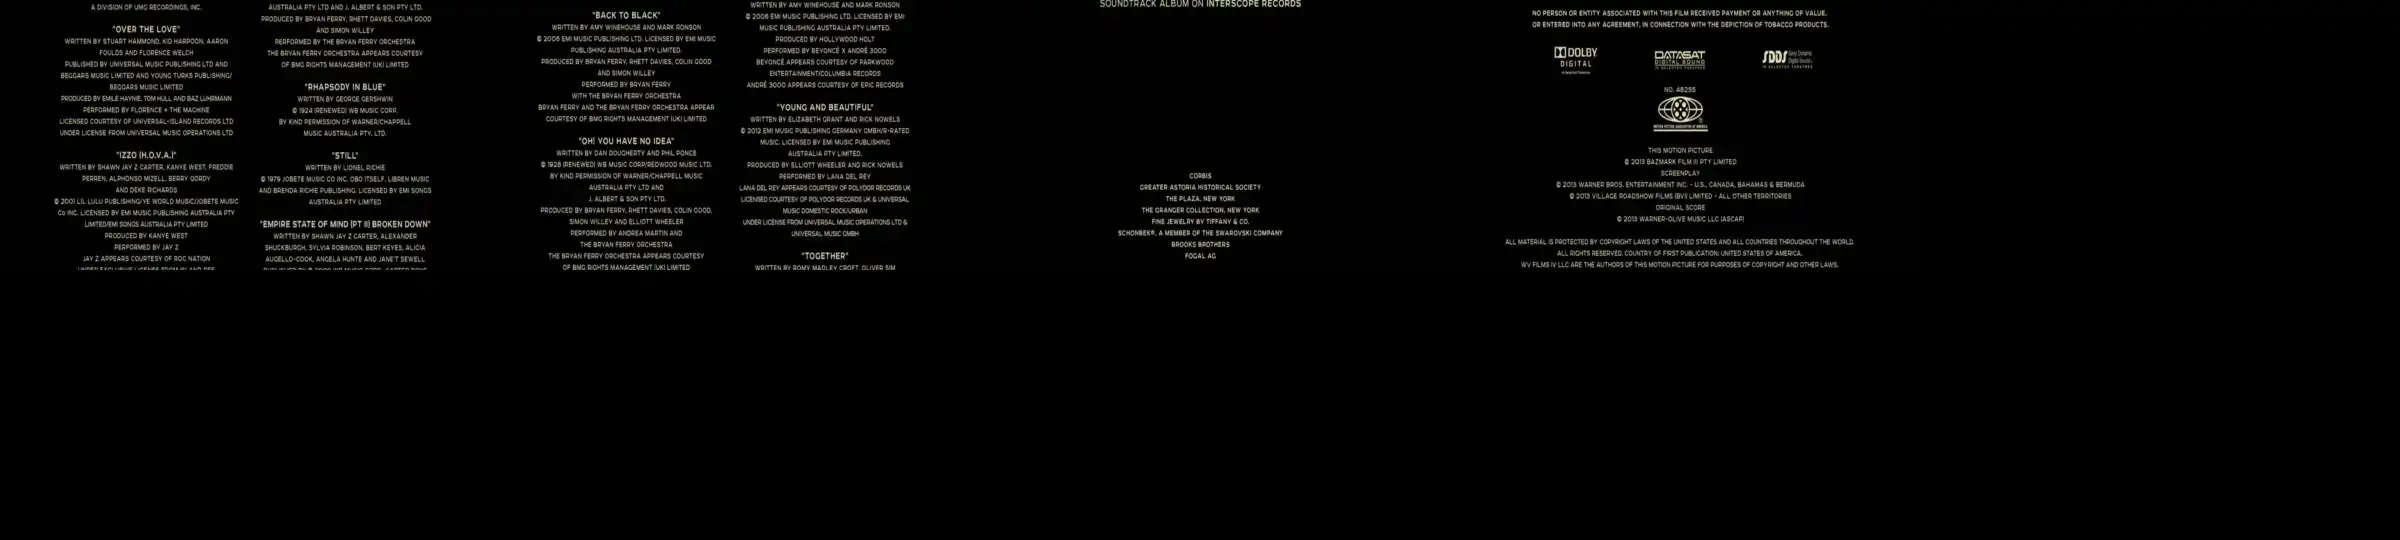 A DIVISION OF UMG RECORDINGS, INC.
"OVER THE LOVE"
WRITTEN BY STUART HAMMOND, KID HARPOON, AARON
FOULDS AND FLORENCE WELCH
PUBLISHED BY UNIVERSAL MUSIC PUBLISHING LTD AND
BEGGARS MUSIC LIMITED AND YOUNG TURKS PUBLISHING/
BEGGARS MUSIC LIMITED
PRODUCED BY EMILE HAYNIE, TOM HULL AND BAZ LUHRMANN
PERFORMED BY FLORENCE + THE MACHINE
LICENSED COURTESY OF UNIVERSAL-ISLAND RECORDS LTD
UNDER LICENSE FROM UNIVERSAL MUSIC OPERATIONS LTD
"IZZO (H.O.V.A.)"
WRITTEN BY SHAWN JAY Z CARTER, KANYE WEST, FREDDIE
PERREN, ALPHONSO MIZELL, BERRY GORDY
AND DEKE RICHARDS
© 2001 LIL LULU PUBLISHING/YE WORLD MUSIC/JOBETE MUSIC
Co INC. LICENSED BY EMI MUSIC PUBLISHING AUSTRALIA PTY
LIMITED/EMI SONGS AUSTRALIA PTY LIMITED
PRODUCED BY KANYE WEST
PERFORMED BY JAY Z
JAY Z APPEARS COURTESY OF ROC NATION
UNDER EXCLUSIVE LICENSE FROM ISLAND DEF
AUSTRALIA PTY LTD AND J. ALBERT & SON PTY LTD.
PRODUCED BY BRYAN FERRY, RHETT DAVIES, COLIN GOOD
AND SIMON WILLEY
PERFORMED BY THE BRYAN FERRY ORCHESTRA
THE BRYAN FERRY ORCHESTRA APPEARS COURTESY
OF BMG RIGHTS MANAGEMENT (UK) LIMITED
"RHAPSODY IN BLUE"
WRITTEN BY GEORGE GERSHWIN
© 1924 (RENEWED) WB MUSIC CORP.
BY KIND PERMISSION OF WARNER/CHAPPELL
MUSIC AUSTRALIA PTY. LTD.
"STILL"
WRITTEN BY LIONEL RICHIE
© 1979 JOBETE MUSIC CO INC. OBO ITSELF, LIBREN MUSIC
AND BRENDA RICHIE PUBLISHING. LICENSED BY EMI SONGS
AUSTRALIA PTY LIMITED
"EMPIRE STATE OF MIND (PT II) BROKEN DOWN"
WRITTEN BY SHAWN JAY Z CARTER, ALEXANDER
SHUCKBURGH, SYLVIA ROBINSON, BERT KEYES, ALICIA
AUGELLO-COOK, ANGELA HUNTE AND JANE'T SEWELL
"BACK TO BLACK"
WRITTEN BY AMY WINEHOUSE AND MARK RONSON
© 2006 EMI MUSIC PUBLISHING LTD. LICENSED BY EMI MUSIC
PUBLISHING AUSTRALIA PTY LIMITED.
PRODUCED BY BRYAN FERRY, RHETT DAVIES, COLIN GOOD
AND SIMON WILLEY
PERFORMED BY BRYAN FERRY
WITH THE BRYAN FERRY ORCHESTRA
BRYAN FERRY AND THE BRYAN FERRY ORCHESTRA APPEAR
COURTESY OF BMG RIGHTS MANAGEMENT (UK) LIMITED
"OH! YOU HAVE NO IDEA"
WRITTEN BY DAN DOUGHERTY AND PHIL PONCE
© 1928 (RENEWED) WB MUSIC CORP/REDWOOD MUSIC LTD.
BY KIND PERMISSION OF WARNER/CHAPPELL MUSIC
AUSTRALIA PTY LTD AND
J. ALBERT & SON PTY LTD.
PRODUCED BY BRYAN FERRY, RHETT DAVIES, COLIN GOOD,
SIMON WILLEY AND ELLIOTT WHEELER
PERFORMED BY ANDREA MARTIN AND
THE BRYAN FERRY ORCHESTRA
THE BRYAN FERRY ORCHESTRA APPEARS COURTESY
OF BMG RIGHTS MANAGEMENT (UK) LIMITED
WRITTEN BY AMY WINEHOUSE AND MARK RONSON
© 2006 EMI MUSIC PUBLISHING LTD. LICENSED BY EMI
MUSIC PUBLISHING AUSTRALIA PTY LIMITED.
PRODUCED BY HOLLYWOOD HOLT
PERFORMED BY BEYONCÉ X ANDRÉ 3000
BEYONCÉ APPEARS COURTESY OF PARKWOOD
ENTERTAINMENT/COLUMBIA RECORDS
ANDRÉ 3000 APPEARS COURTESY OF EPIC RECORDS
"YOUNG AND BEAUTIFUL"
WRITTEN BY ELIZABETH GRANT AND RICK NOWELS
© 2012 EMI MUSIC PUBLISHING GERMANY GMBH/R-RATED
MUSIC. LICENSED BY EMI MUSIC PUBLISHING
AUSTRALIA PTY LIMITED.
PRODUCED BY ELLIOTT WHEELER AND RICK NOWELS
PERFORMED BY LANA DEL REY
LANA DEL REY APPEARS COURTESY OF POLYDOR RECORDS UK
LICENSED COURTESY OF POLYDOR RECORDS UK & UNIVERSAL
MUSIC DOMESTIC ROCK/URBAN
UNDER LICENSE FROM UNIVERSAL MUSIC OPERATIONS LTD &
UNIVERSAL MUSIC GMBH
"TOGETHER"
WRITTEN BY ROMY MADLEY CROFT, OLIVER SIM
SOUNDTRACK ALBUM ON INTERSCOPE RECORDS
CORBIS
GREATER ASTORIA HISTORICAL SOCIETY
THE PLAZA, NEW YORK
THE GRANGER COLLECTION, NEW YORK
FINE JEWELRY BY TIFFANY & CO.
SCHONBEK®, A MEMBER OF THE SWAROVSKI COMPANY
BROOKS BROTHERS
FOGAL AG
NO PERSON OR ENTITY ASSOCIATED WITH THIS FILM RECEIVED PAYMENT OR ANYTHING OF VALUE,
OR ENTERED INTO ANY AGREEMENT, IN CONNECTION WITH THE DEPICTION OF TOBACCO PRODUCTS.
DOLBY
DIGITAL
DATASAT
DIGITAL SOUND
SDDS
NO. 48255
MOTION PICTURE ASSOCIATION OF AMERICA
THIS MOTION PICTURE
© 2013 BAZMARK FILM III PTY LIMITED
SCREENPLAY
© 2013 WARNER BROS. ENTERTAINMENT INC. - U.S., CANADA, BAHAMAS & BERMUDA
© 2013 VILLAGE ROADSHOW FILMS (BVI) LIMITED - ALL OTHER TERRITORIES
ORIGINAL SCORE
© 2013 WARNER-OLIVE MUSIC LLC (ASCAP)
ALL MATERIAL IS PROTECTED BY COPYRIGHT LAWS OF THE UNITED STATES AND ALL COUNTRIES THROUGHOUT THE WORLD.
ALL RIGHTS RESERVED. COUNTRY OF FIRST PUBLICATION: UNITED STATES OF AMERICA.
WV FILMS IV LLC ARE THE AUTHORS OF THIS MOTION PICTURE FOR PURPOSES OF COPYRIGHT AND OTHER LAWS.